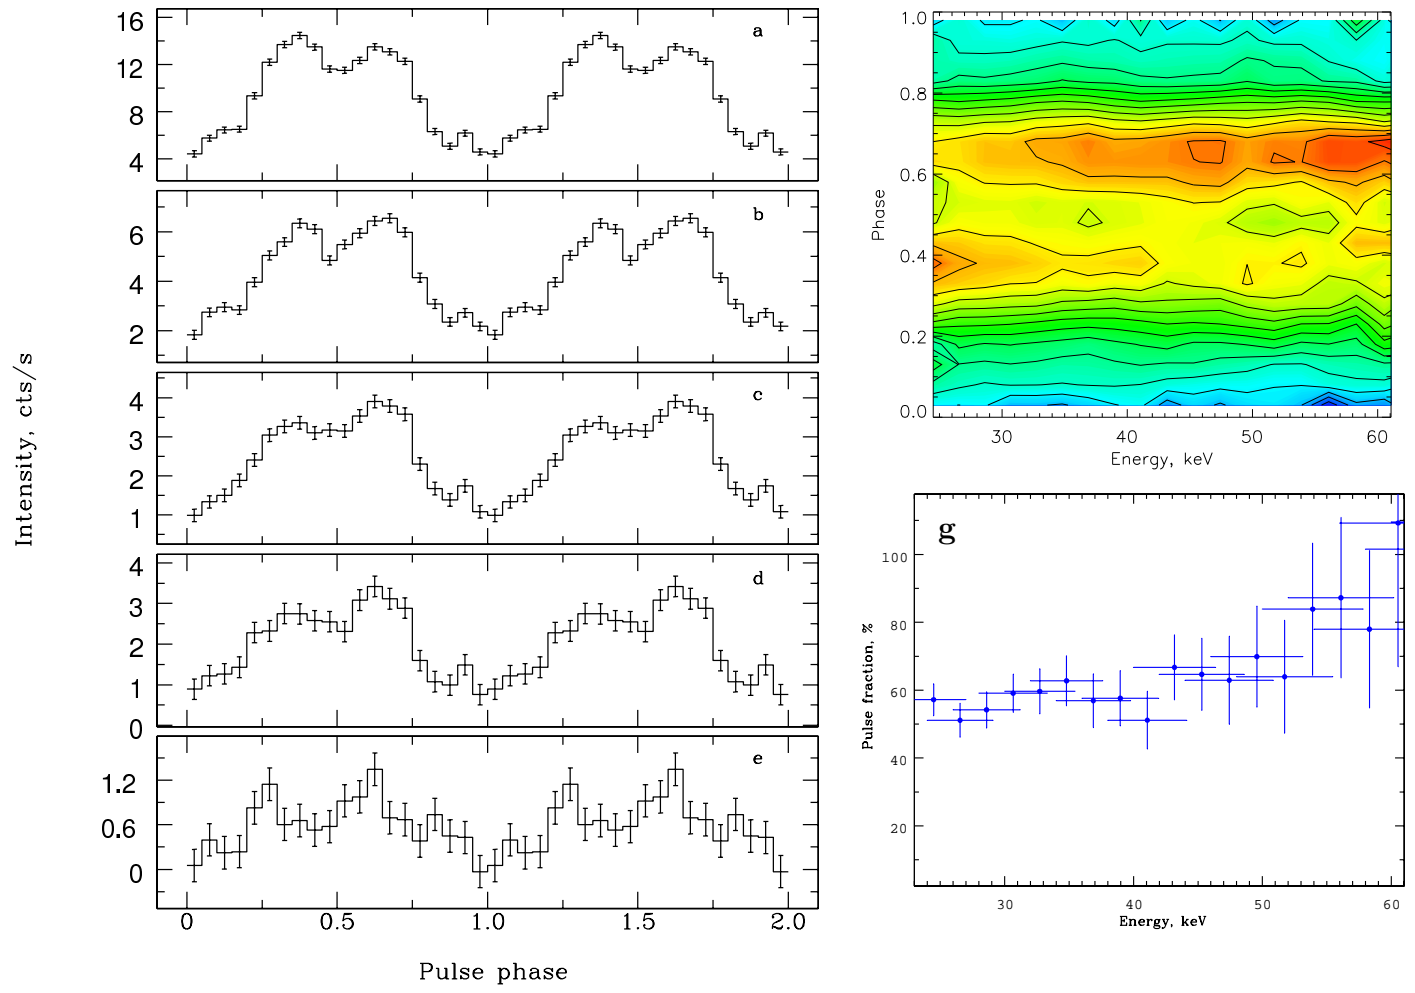 Intensity, cts/s
16
12
8
4
a
6
4
2
b
4
3
2
1
c
4
3
2
1
0
d
1.2
0.6
0
e
0 0.5 1.0 1.5 2.0
Pulse phase
1.0
0.8
0.6
0.4
0.2
0.0
Phase
30 40 50 60
Energy, keV
g
100
80
60
40
20
Pulse fraction, %
30 40 50 60
Energy, keV